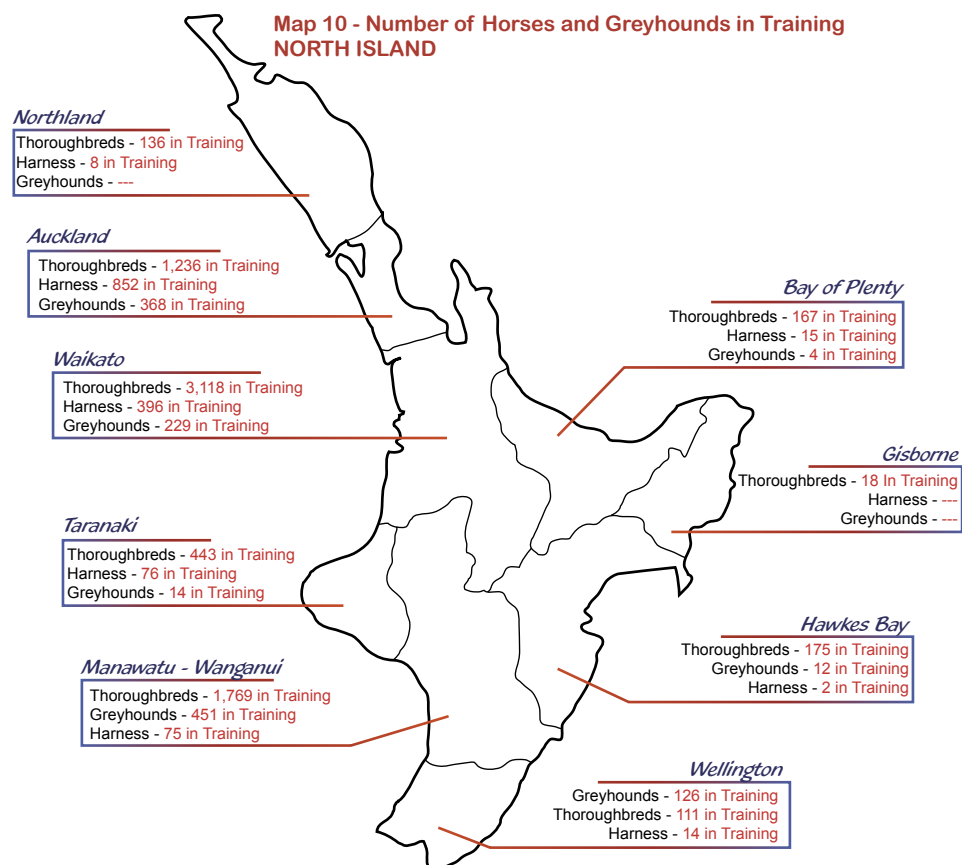 Map 10 - Number of Horses and Greyhounds in Training
NORTH ISLAND
Northland
Thoroughbreds - 136 in Training
Harness - 8 in Training
Greyhounds - ---
Auckland
Thoroughbreds - 1,236 in Training
Harness - 852 in Training
Greyhounds - 368 in Training
Waikato
Thoroughbreds - 3,118 in Training
Harness - 396 in Training
Greyhounds - 229 in Training
Taranaki
Thoroughbreds - 443 in Training
Harness - 76 in Training
Greyhounds - 14 in Training
Manawatu - Wanganui
Thoroughbreds - 1,769 in Training
Greyhounds - 451 in Training
Harness - 75 in Training
Bay of Plenty
Thoroughbreds - 167 in Training
Harness - 15 in Training
Greyhounds - 4 in Training
Gisborne
Thoroughbreds - 18 In Training
Harness - ---
Greyhounds - ---
Hawkes Bay
Thoroughbreds - 175 in Training
Greyhounds - 12 in Training
Harness - 2 in Training
Wellington
Greyhounds - 126 in Training
Thoroughbreds - 111 in Training
Harness - 14 in Training